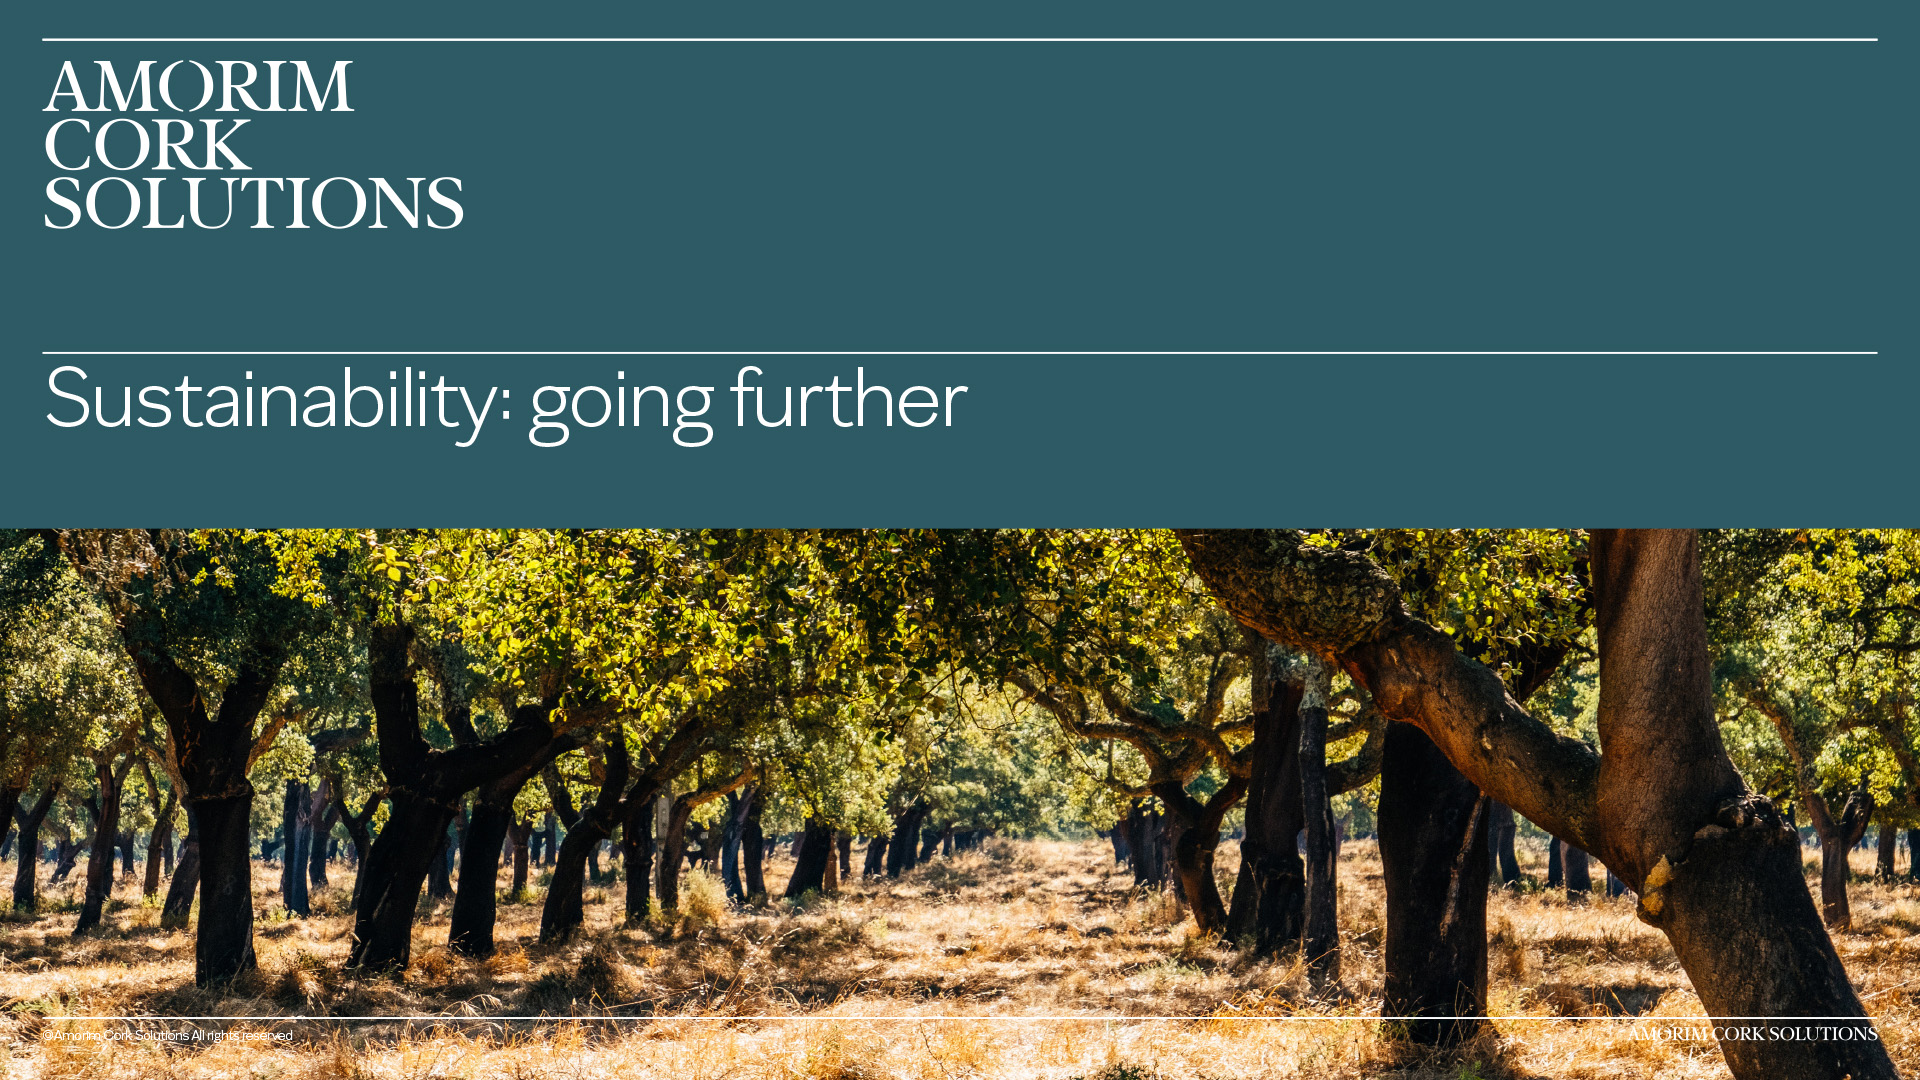 AMORIM
CORK
SOLUTIONS
Sustainability: going further
©Amorim Cork Solutions All rights reserved
AMORIM CORK SOLUTIONS